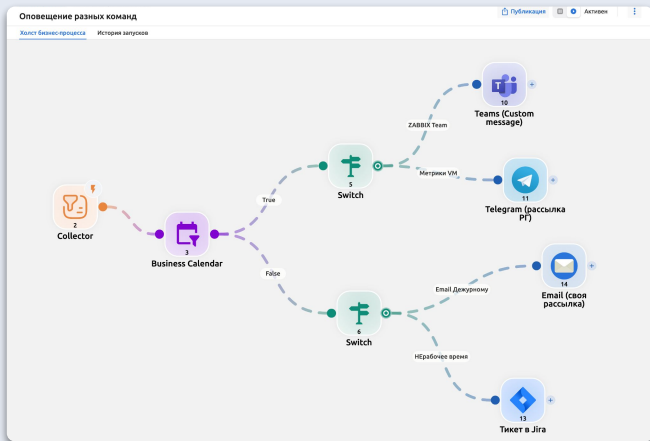 Оповещение разных команд
Публикация
Активен
Холст бизнес-процесса
История запусков
10
Teams (Custom
message)
ZABBIX Team
5
Switch
Метрики VM
11
Telegram (рассылка
РГ)
True
2
Collector
3
Business Calendar
False
14
Email (своя
рассылка)
Email Дежурному
6
Switch
НЕрабочее время
13
Тикет в Jira